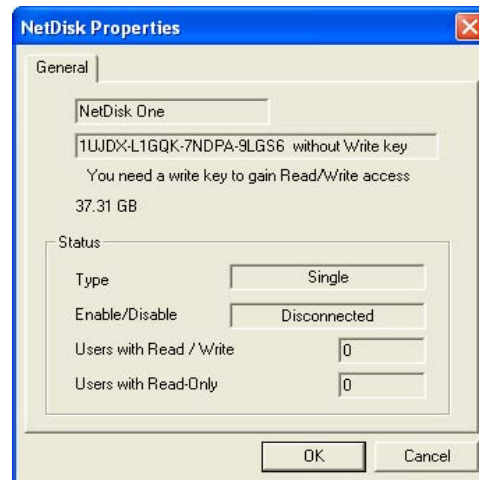 NetDisk Properties
General
NetDisk One
1UJDX-L1GQK-7NDPA-9LGS6 without Write key
You need a write key to gain Read/Write access
37.31 GB
Status
Type Single
Enable/Disable Disconnected
Users with Read / Write 0
Users with Read-Only 0
OK Cancel